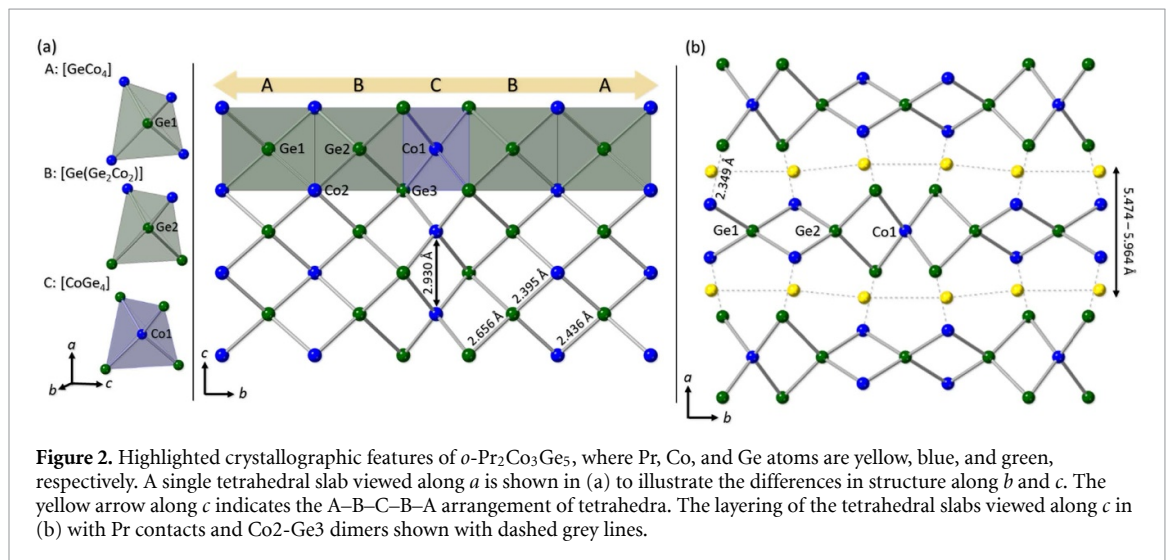 (a)
A: [GeCo₄]
Ge1
B: [Ge(Ge₂Co₂)]
Ge2
C: [CoGe₄]
Co1
a
b
c
A B C B A
Ge1
Ge2
Co1
Co2
Ge3
2.930 Å
2.395 Å
2.656 Å
2.436 Å
c
b
(b)
2.349 Å
Ge1
Ge2
Co1
5.474 – 5.964 Å
a
b
Figure 2. Highlighted crystallographic features of o-Pr₂Co₃Ge₅, where Pr, Co, and Ge atoms are yellow, blue, and green,
respectively. A single tetrahedral slab viewed along a is shown in (a) to illustrate the differences in structure along b and c. The
yellow arrow along c indicates the A–B–C–B–A arrangement of tetrahedra. The layering of the tetrahedral slabs viewed along c in
(b) with Pr contacts and Co2-Ge3 dimers shown with dashed grey lines.